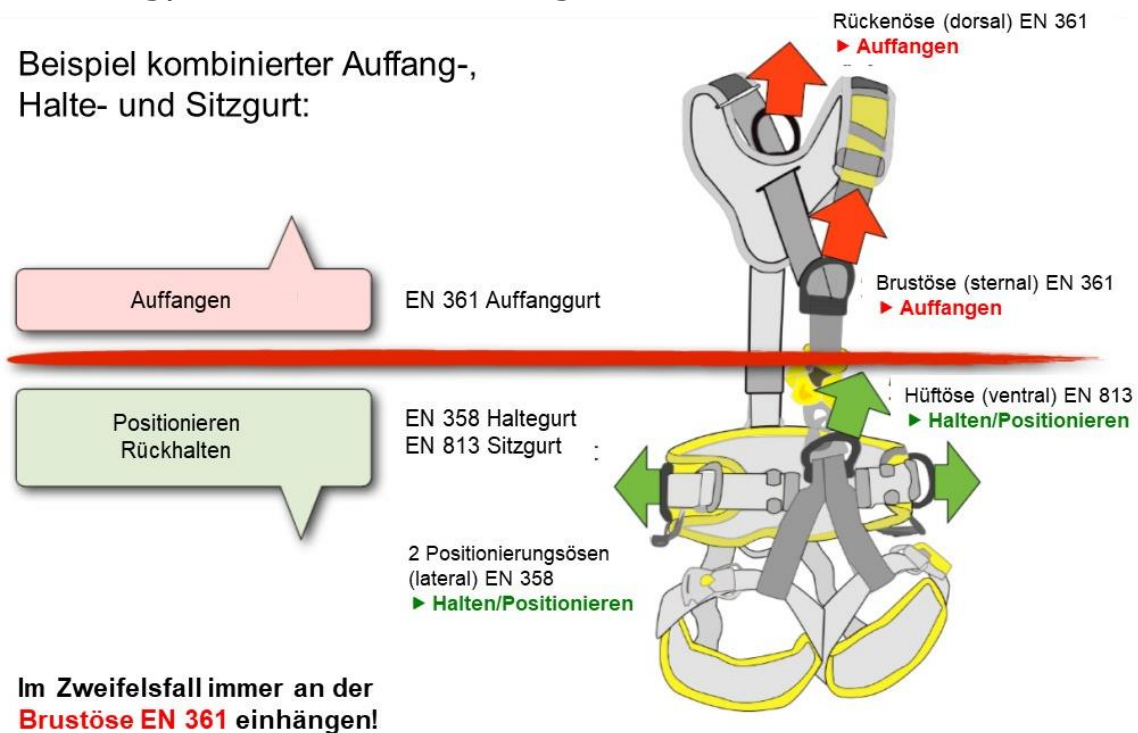 Rückenöse (dorsal) EN 361
▶ Auffangen
Beispiel kombinierter Auffang-,
Halte- und Sitzgurt:
Auffangen
EN 361 Auffanggurt
Brustöse (sternal) EN 361
▶ Auffangen
Positionieren
Rückhalten
EN 358 Haltegurt
EN 813 Sitzgurt :
Hüftöse (ventral) EN 813
▶ Halten/Positionieren
2 Positionierungsösen
(lateral) EN 358
▶ Halten/Positionieren
Im Zweifelsfall immer an der
Brustöse EN 361 einhängen!